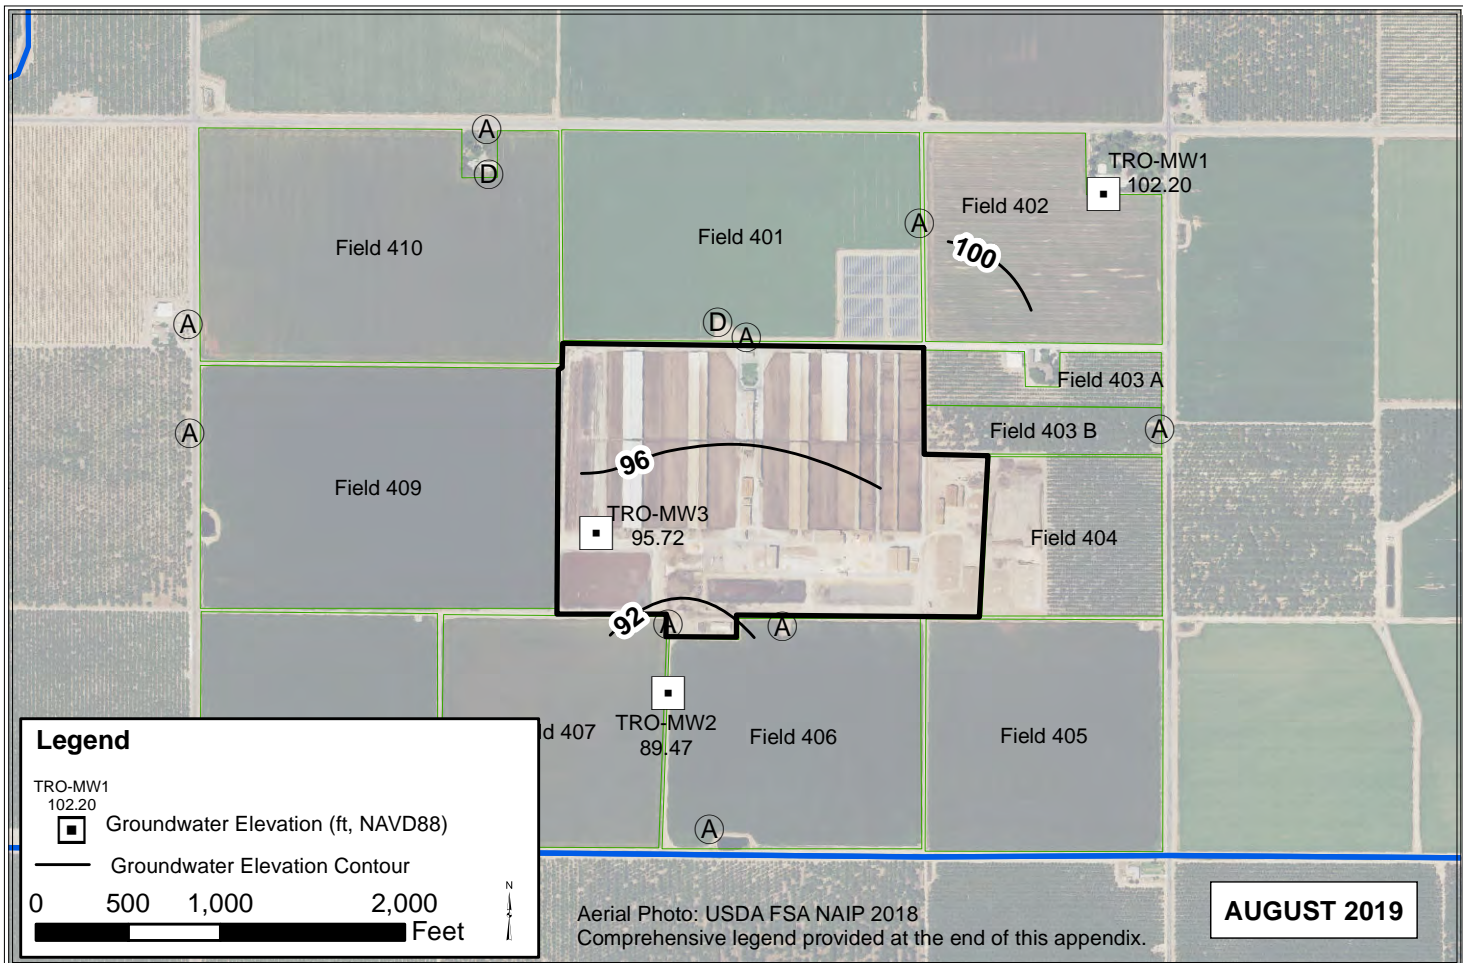 A
D
TRO-MW1
102.20
Field 402
A
Field 401
Field 410
100
D
A
A
Field 403 A
A
Field 403 B
A
96
Field 409
TRO-MW3
95.72
Field 404
92
A
A
ld 407
TRO-MW2
89.47
Field 406
Field 405
A
Legend
TRO-MW1
102.20
Groundwater Elevation (ft, NAVD88)
Groundwater Elevation Contour
0 500 1,000 2,000
Feet
N
Aerial Photo: USDA FSA NAIP 2018
Comprehensive legend provided at the end of this appendix.
AUGUST 2019